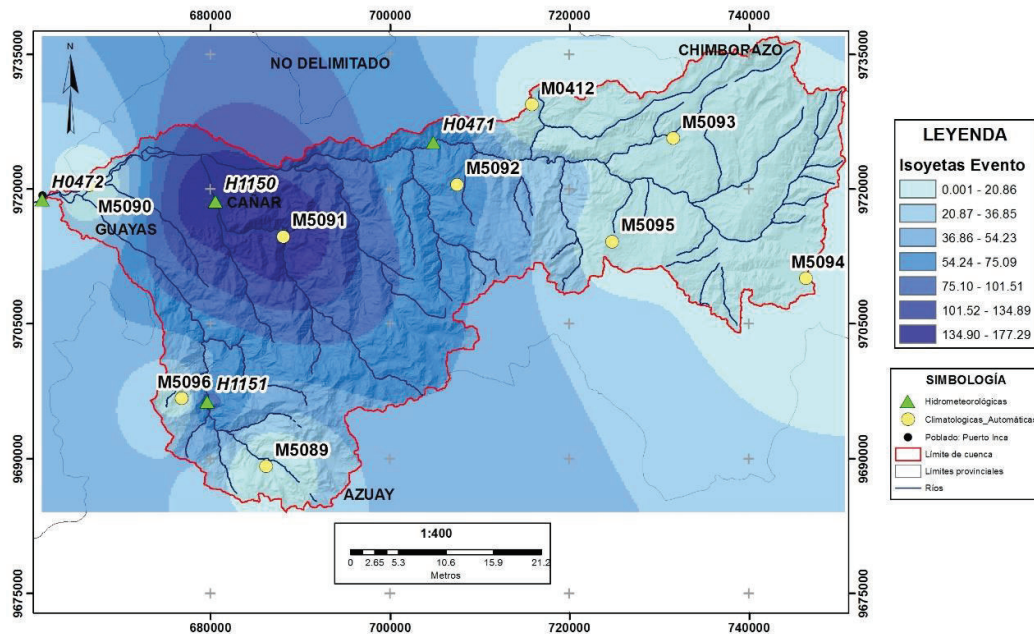 680000
700000
720000
740000
9735000
9735000
N
NO DELIMITADO
CHIMBORAZO
M0412
M5093
H0471
M5092
H0472
M5090
GUAYAS
H1150
CAÑAR
M5091
M5095
M5094
9720000
9720000
9705000
9705000
M5096
H1151
M5089
AZUAY
9690000
9690000
1:400
0 2.65 5.3 10.6 15.9 21.2
Metros
9675000
9675000
680000
700000
720000
740000
LEYENDA
Isoyetas Evento
0.001 - 20.86
20.87 - 36.85
36.86 - 54.23
54.24 - 75.09
75.10 - 101.51
101.52 - 134.89
134.90 - 177.29
SIMBOLOGÍA
Hidrometeorológicas
Climatologicas_Automáticas
Poblado: Puerto Inca
Límite de cuenca
Límites provinciales
Ríos